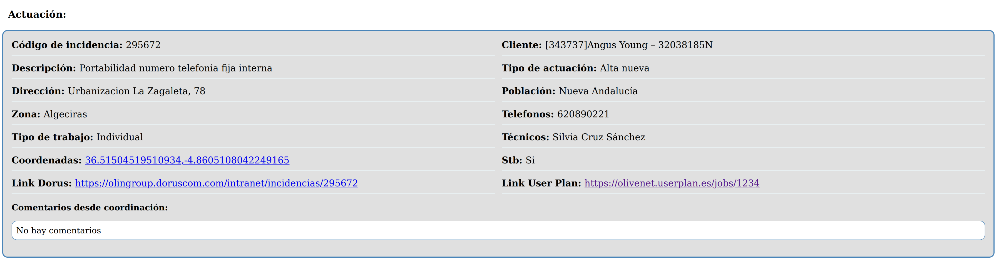 Actuación:
Código de incidencia: 295672
Cliente: [343737]Angus Young – 32038185N
Descripción: Portabilidad numero telefonia fija interna
Tipo de actuación: Alta nueva
Dirección: Urbanizacion La Zagaleta, 78
Población: Nueva Andalucía
Zona: Algeciras
Telefonos: 620890221
Tipo de trabajo: Individual
Técnicos: Silvia Cruz Sánchez
Coordenadas: 36.51504519510934,-4.8605108042249165
Stb: Si
Link Dorus: https://olingroup.doruscom.com/intranet/incidencias/295672
Link User Plan: https://olivenet.userplan.es/jobs/1234
Comentarios desde coordinación:
No hay comentarios